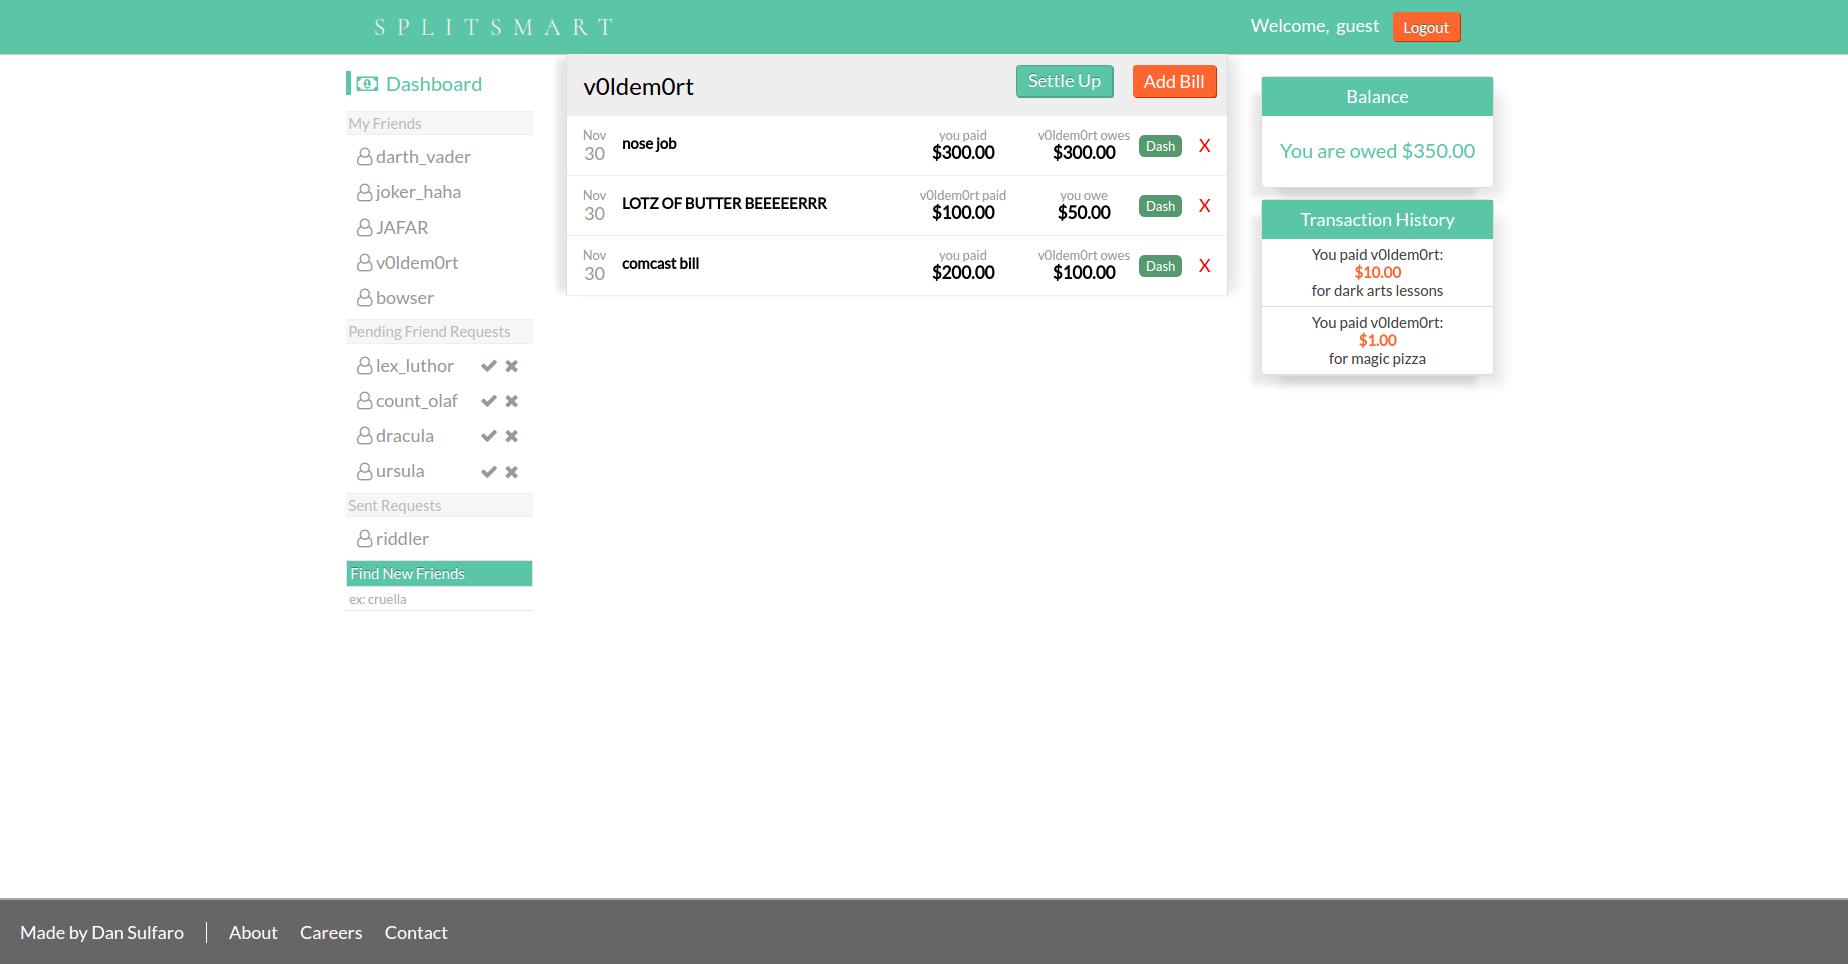 SPLITSMART
Welcome, guest Logout
Dashboard
My Friends
darth_vader
joker_haha
JAFAR
v0ldem0rt
bowser
Pending Friend Requests
lex_luthor
count_olaf
dracula
ursula
Sent Requests
riddler
Find New Friends
ex: cruella
v0ldem0rt Settle Up Add Bill
Nov 30 nose job you paid $300.00 v0ldem0rt owes $300.00 Dash X
Nov 30 LOTZ OF BUTTER BEEEEERRR v0ldem0rt paid $100.00 you owe $50.00 Dash X
Nov 30 comcast bill you paid $200.00 v0ldem0rt owes $100.00 Dash X
Balance
You are owed $350.00
Transaction History
You paid v0ldem0rt:
$10.00
for dark arts lessons
You paid v0ldem0rt:
$1.00
for magic pizza
Made by Dan Sulfaro About Careers Contact